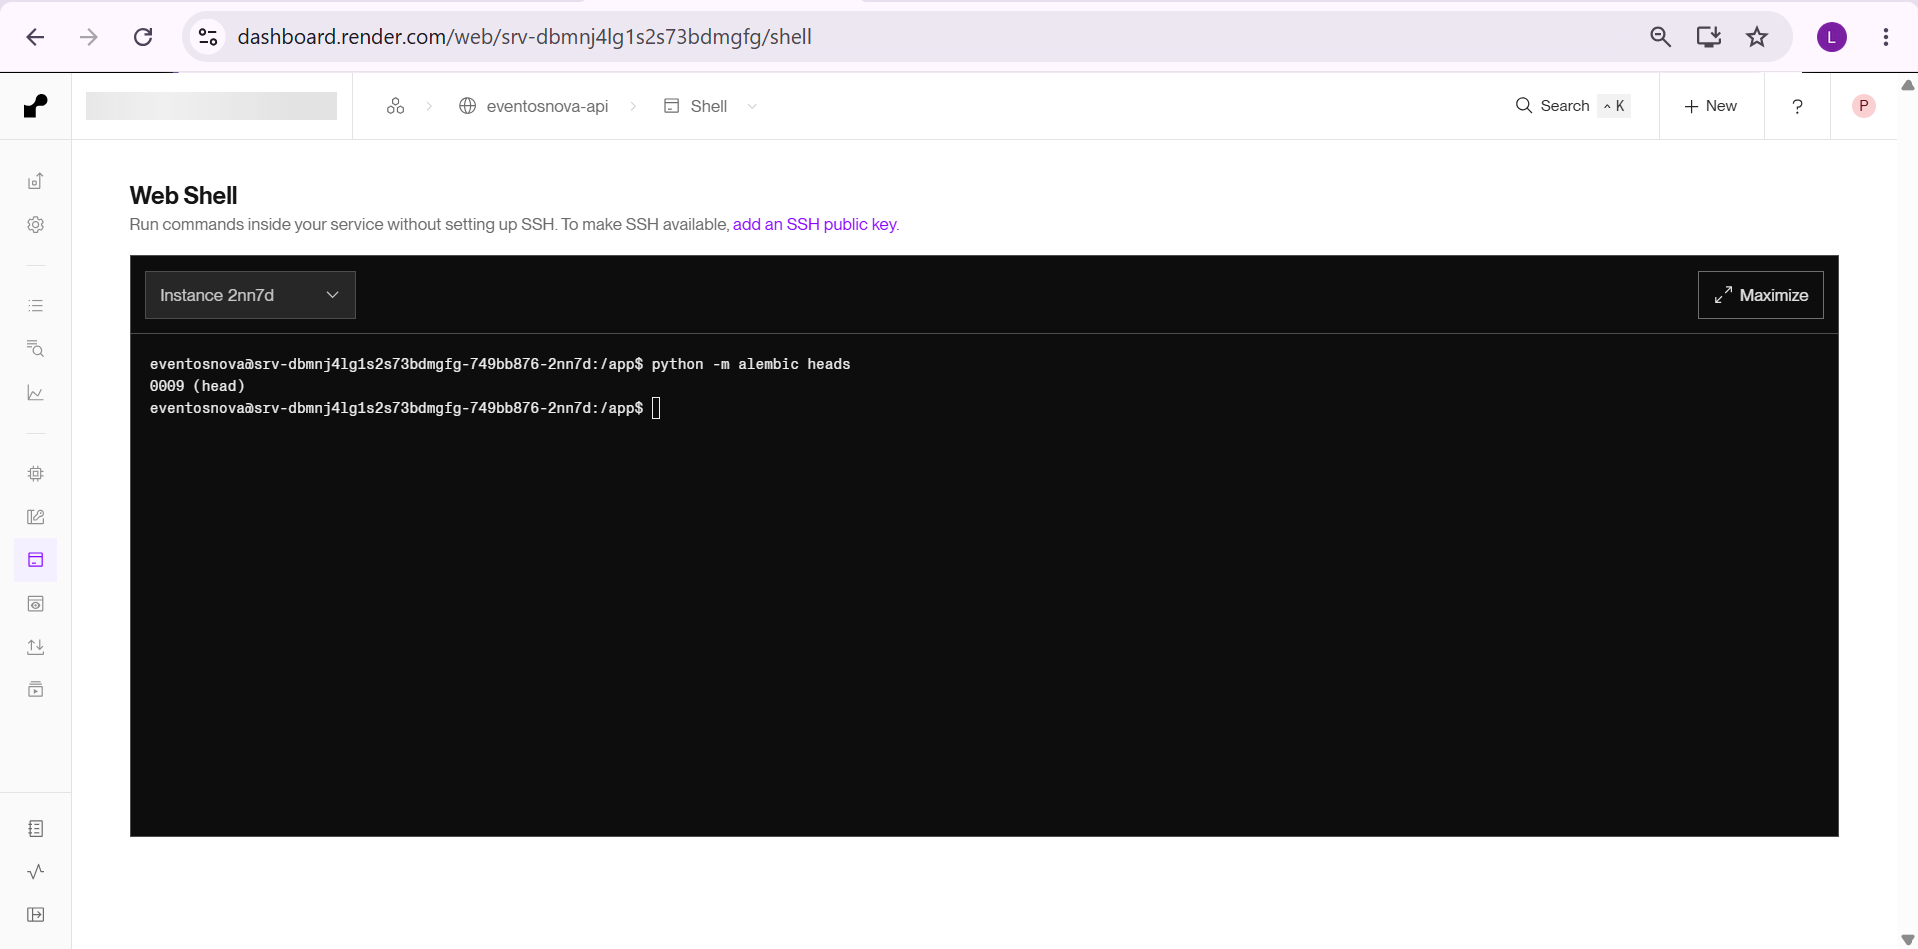 dashboard.render.com/web/srv-dbmnj4lg1s2s73bdmgfg/shell
L
eventosnova-api
Shell
Search
^ K
+ New
?
P
Web Shell
Run commands inside your service without setting up SSH. To make SSH available, add an SSH public key.
Instance 2nn7d
Maximize
eventosnova@srv-dbmnj4lg1s2s73bdmgfg-749bb876-2nn7d:/app$ python -m alembic heads
0009 (head)
eventosnova@srv-dbmnj4lg1s2s73bdmgfg-749bb876-2nn7d:/app$